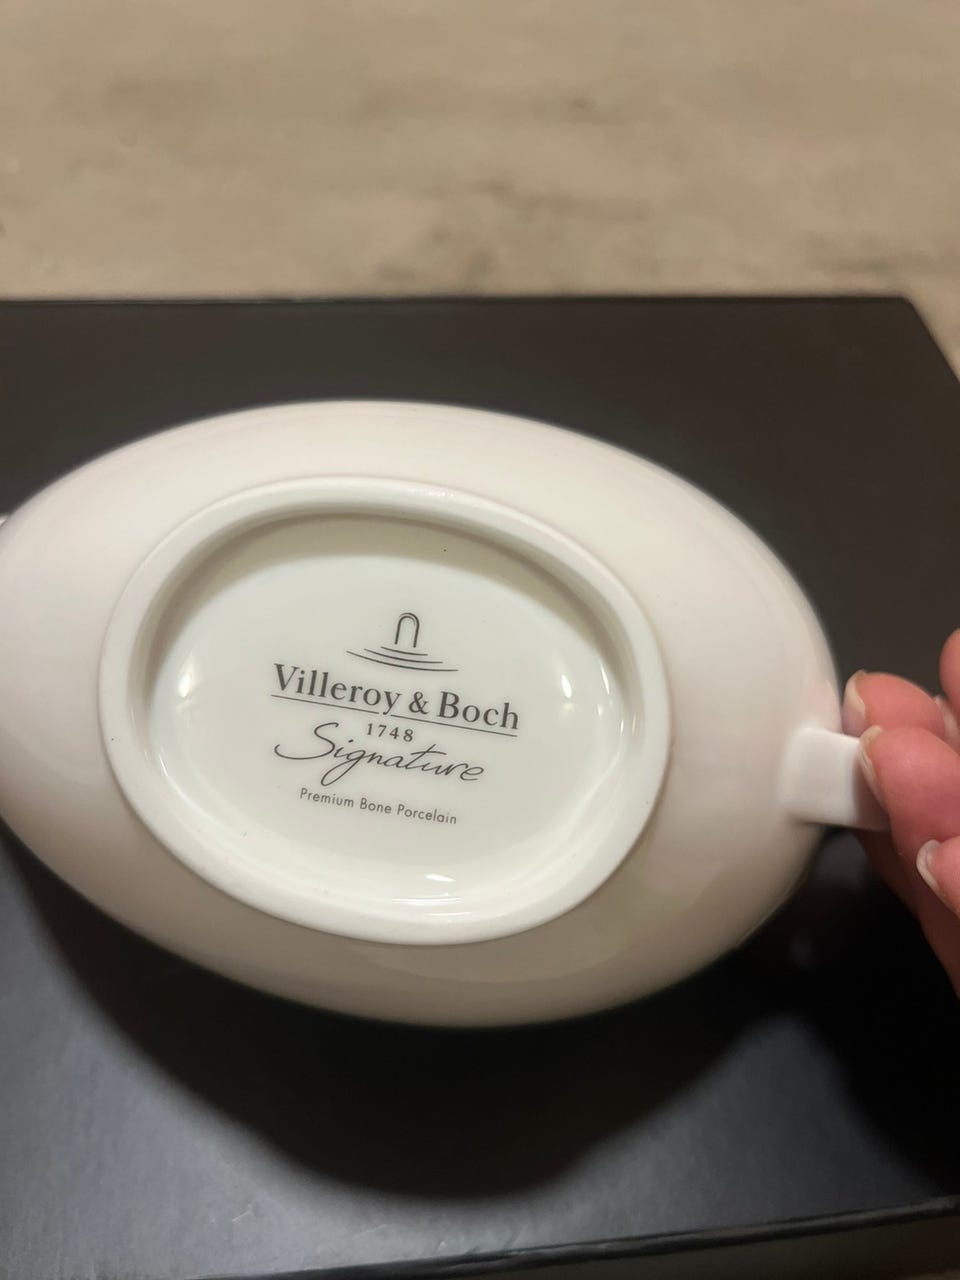 Villeroy & Boch
1748
Signature
Premium Bone Porcelain